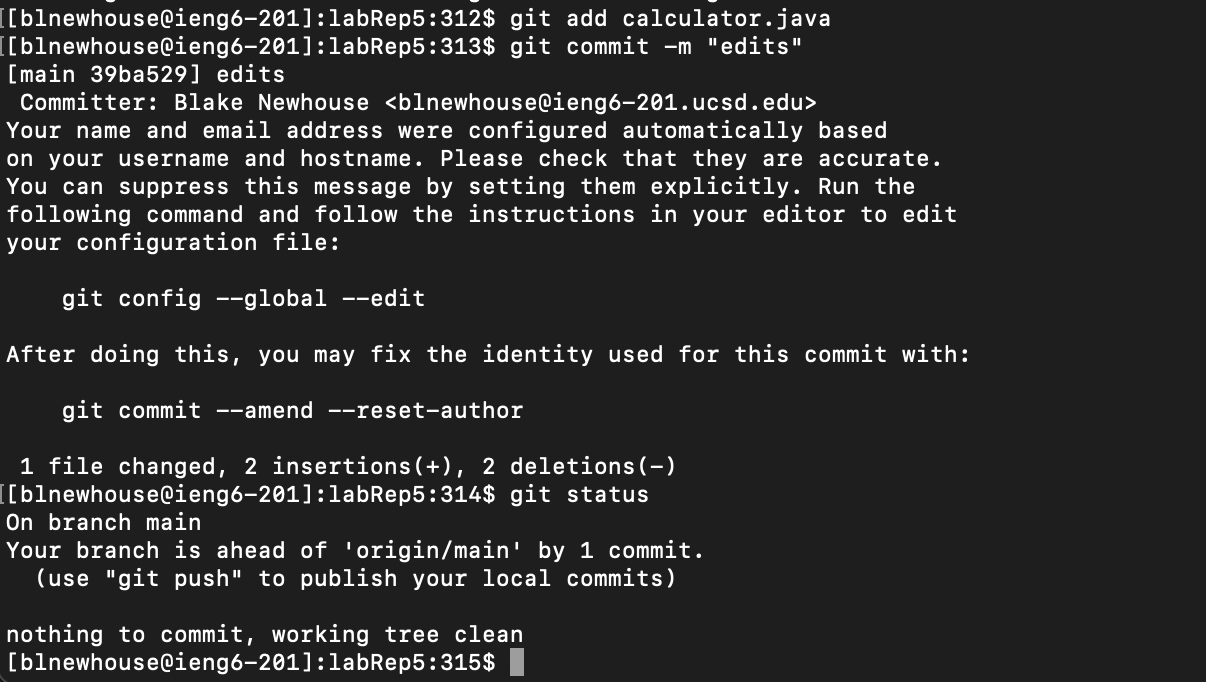 [[blnewhouse@ieng6-201]:labRep5:312$ git add calculator.java
[[blnewhouse@ieng6-201]:labRep5:313$ git commit -m "edits"
[main 39ba529] edits
 Committer: Blake Newhouse <blnewhouse@ieng6-201.ucsd.edu>
Your name and email address were configured automatically based
on your username and hostname. Please check that they are accurate.
You can suppress this message by setting them explicitly. Run the
following command and follow the instructions in your editor to edit
your configuration file:

    git config --global --edit

After doing this, you may fix the identity used for this commit with:

    git commit --amend --reset-author

 1 file changed, 2 insertions(+), 2 deletions(-)
[[blnewhouse@ieng6-201]:labRep5:314$ git status
On branch main
Your branch is ahead of 'origin/main' by 1 commit.
  (use "git push" to publish your local commits)

nothing to commit, working tree clean
[blnewhouse@ieng6-201]:labRep5:315$